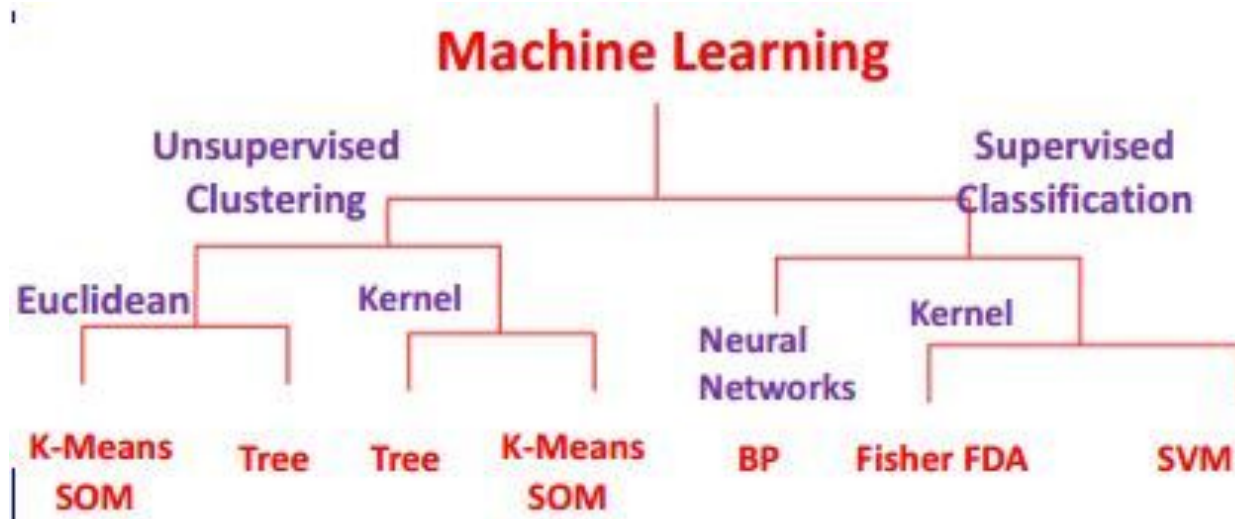 Machine Learning
Unsupervised
Clustering
Supervised
Classification
Euclidean
Kernel
Neural
Networks
Kernel
K-Means
SOM
Tree
Tree
K-Means
SOM
BP
Fisher FDA
SVM